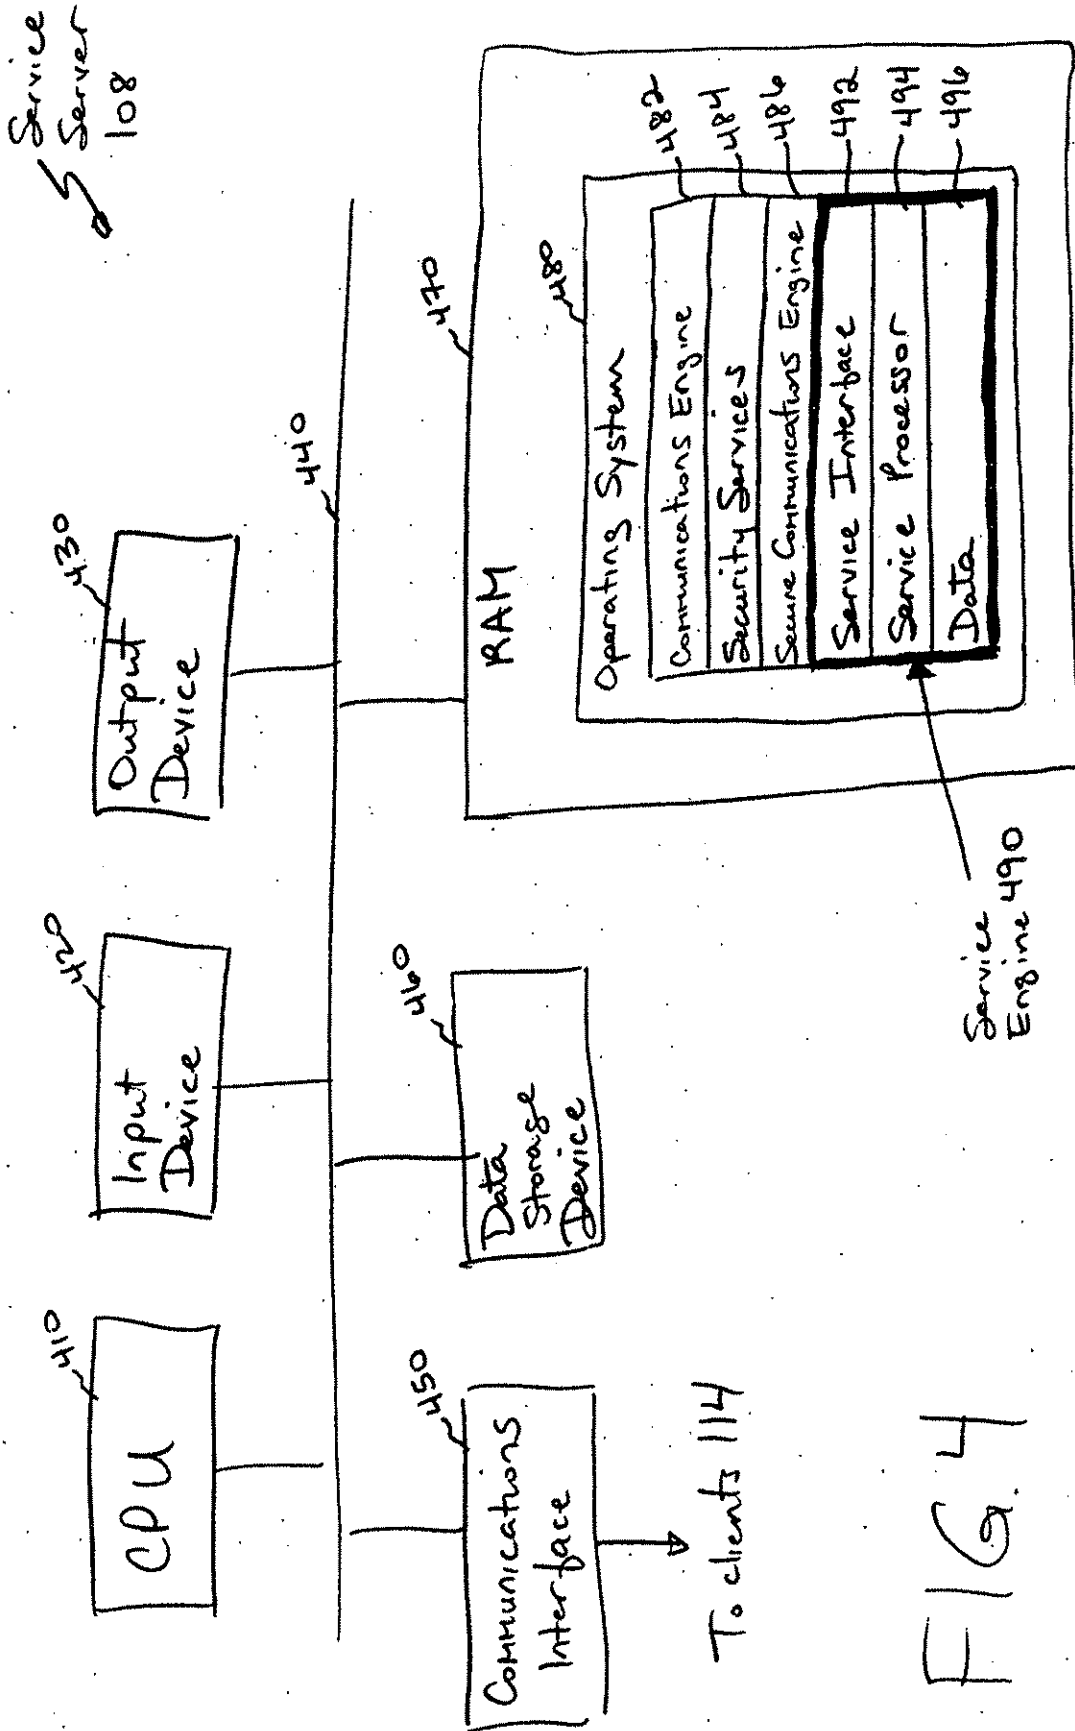 Service
Server
108
CPU
410
Input
Device
420
Output
Device
430
440
Communications
Interface
450
To clients 114
Data
Storage
Device
460
RAM
470
Operating System
480
Communications Engine
482
Security Services
484
Secure Communications Engine
486
Service Interface
492
Service Processor
494
Data
496
Service
Engine 490
FIG. 4